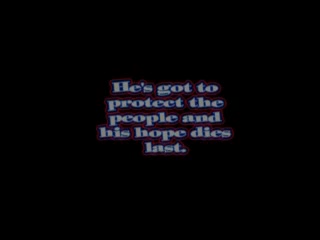 He's got to
protect the
people and
his hope dies
last.